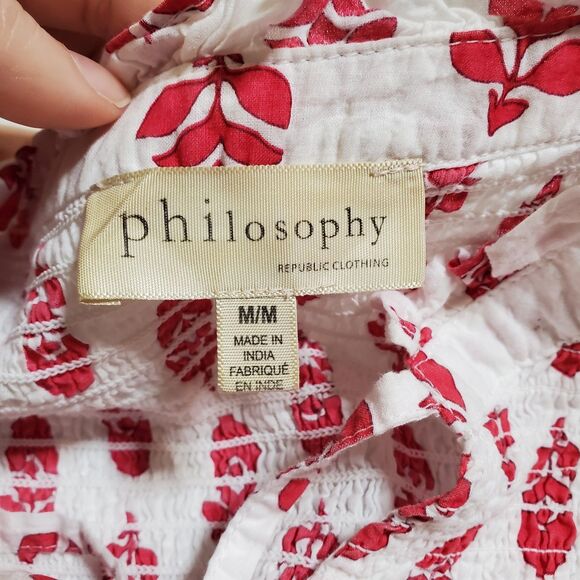 philosophy
REPUBLIC CLOTHING
M/M
MADE IN
INDIA
FABRIQUÉ
EN INDE